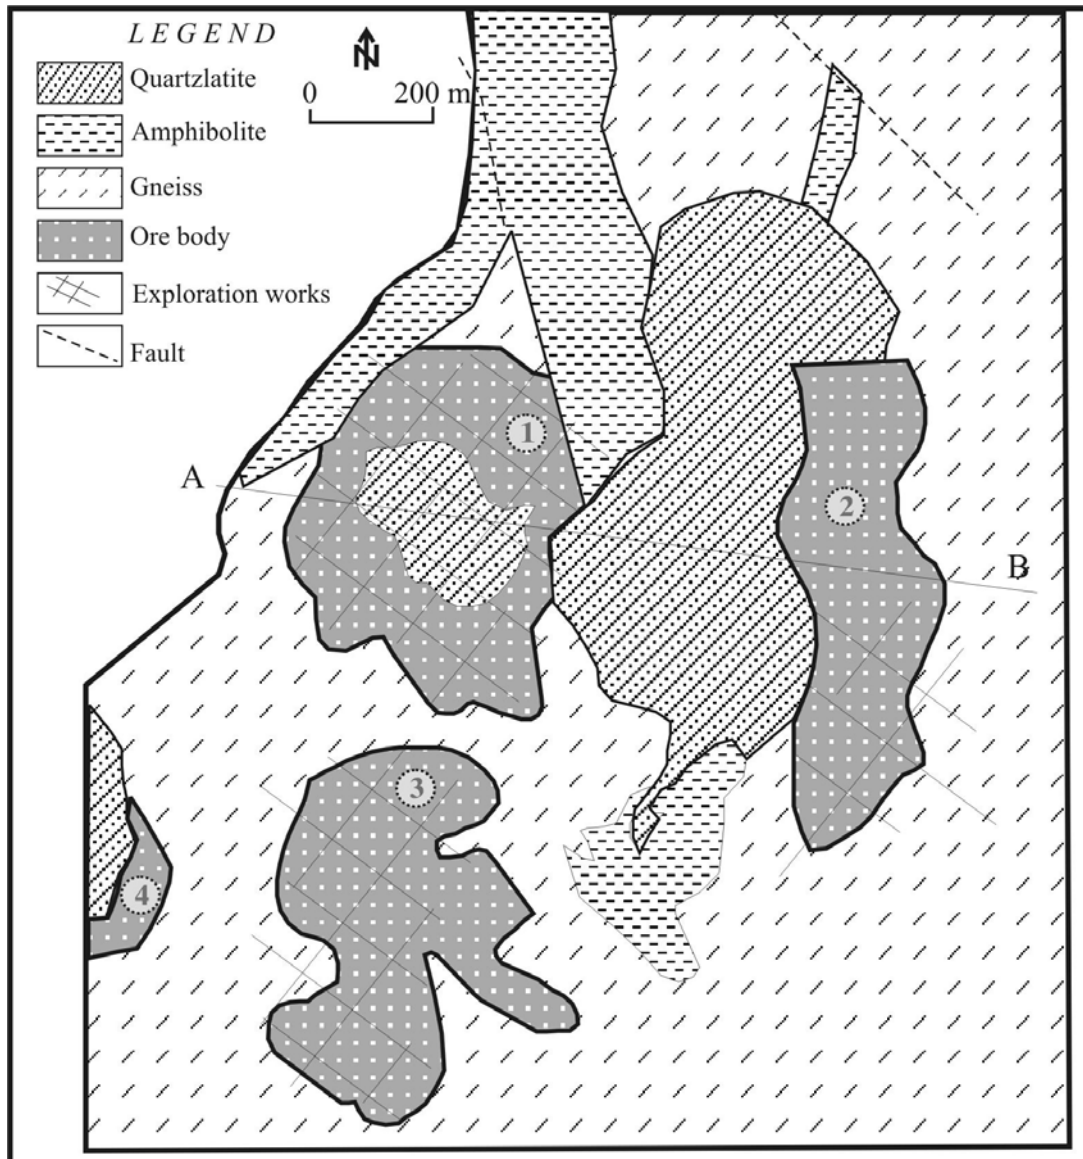 LEGEND
Quartzlatite
Amphibolite
Gneiss
Ore body
Exploration works
Fault
N
0 200 m
1
A
2
B
3
4